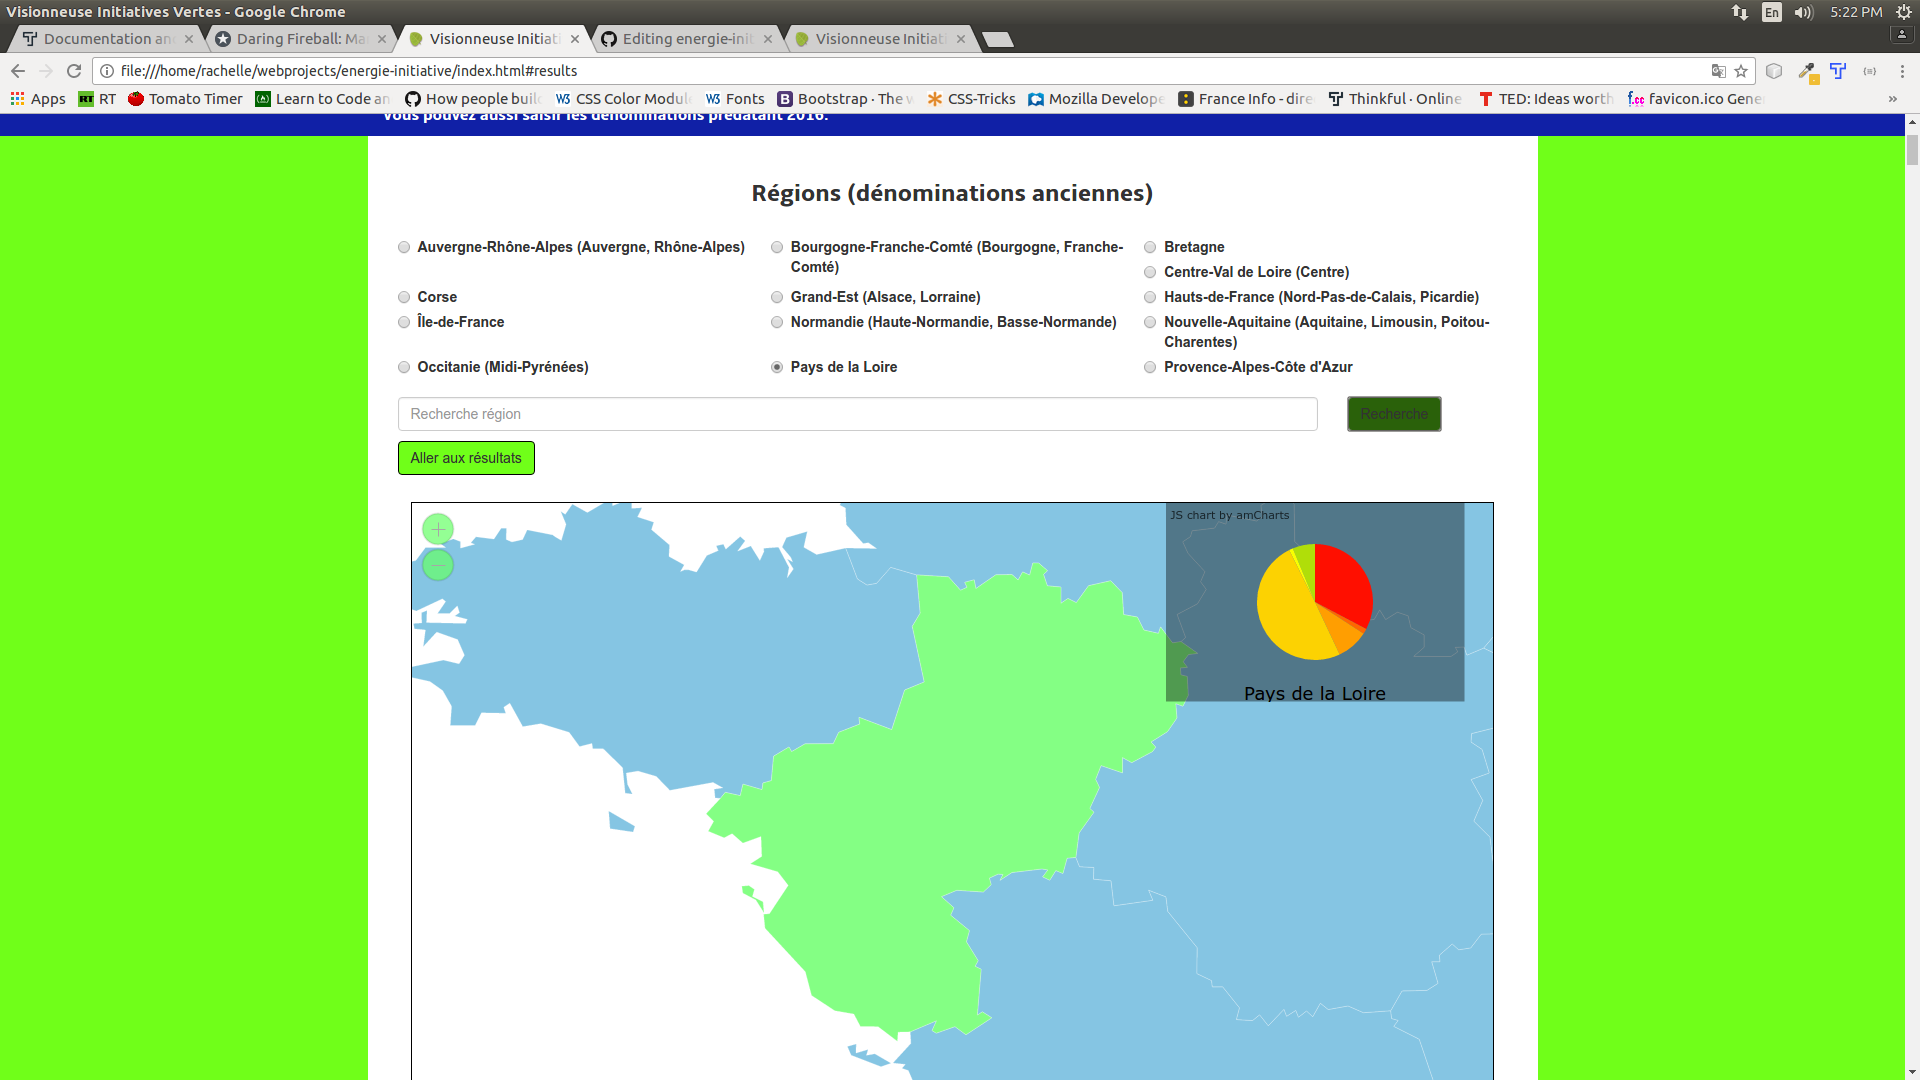 Visionneuse Initiatives Vertes - Google Chrome
En
5:22 PM
Documentation an
Daring Fireball: Ma
Visionneuse Initiat
Editing energie-init
Visionneuse Initiat
file:///home/rachelle/webprojects/energie-initiative/index.html#results
Apps
RT RT
Tomato Timer
Learn to Code an
How people buil
W3 CSS Color Modul
W3 Fonts
B Bootstrap · The w
CSS-Tricks
Mozilla Develope
France Info - dire
Thinkful · Online
TED: Ideas worth
f.cc favicon.ico Gene
»
Vous pouvez aussi saisir les dénominations prédatant 2016.
Régions (dénominations anciennes)
Auvergne-Rhône-Alpes (Auvergne, Rhône-Alpes)
Bourgogne-Franche-Comté (Bourgogne, Franche-
Comté)
Bretagne
Centre-Val de Loire (Centre)
Corse
Grand-Est (Alsace, Lorraine)
Hauts-de-France (Nord-Pas-de-Calais, Picardie)
Île-de-France
Normandie (Haute-Normandie, Basse-Normande)
Nouvelle-Aquitaine (Aquitaine, Limousin, Poitou-
Charentes)
Occitanie (Midi-Pyrénées)
Pays de la Loire
Provence-Alpes-Côte d'Azur
Recherche région
Recherche
Aller aux résultats
JS chart by amCharts
Pays de la Loire